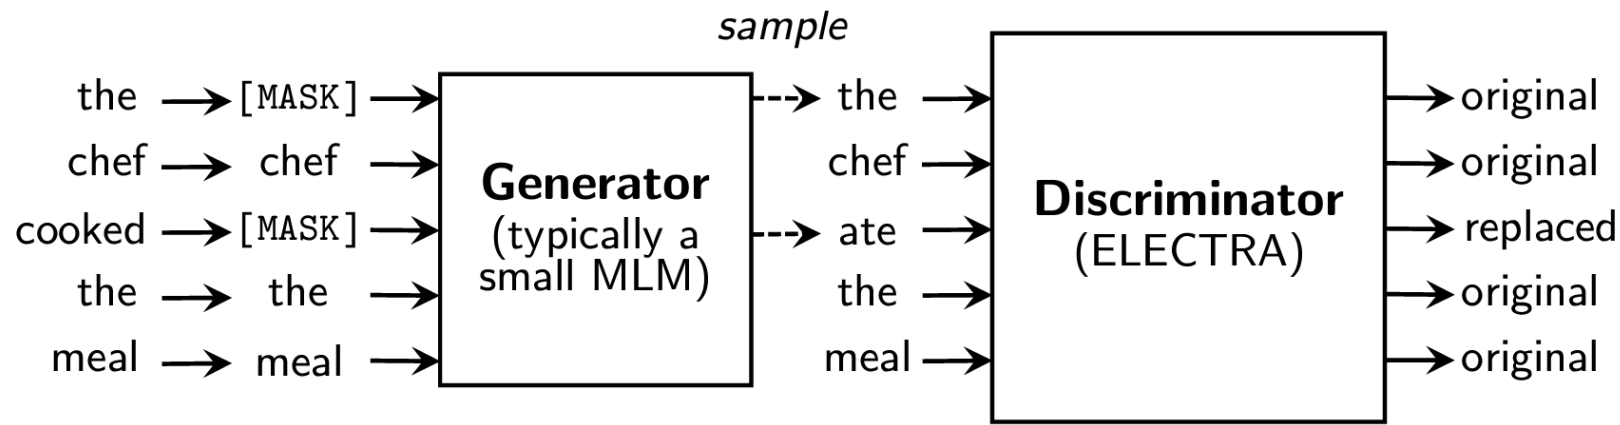 sample
the [MASK] the original
chef chef chef original
cooked [MASK] ate replaced
the the the original
meal meal meal original
Generator
(typically a
small MLM)
Discriminator
(ELECTRA)